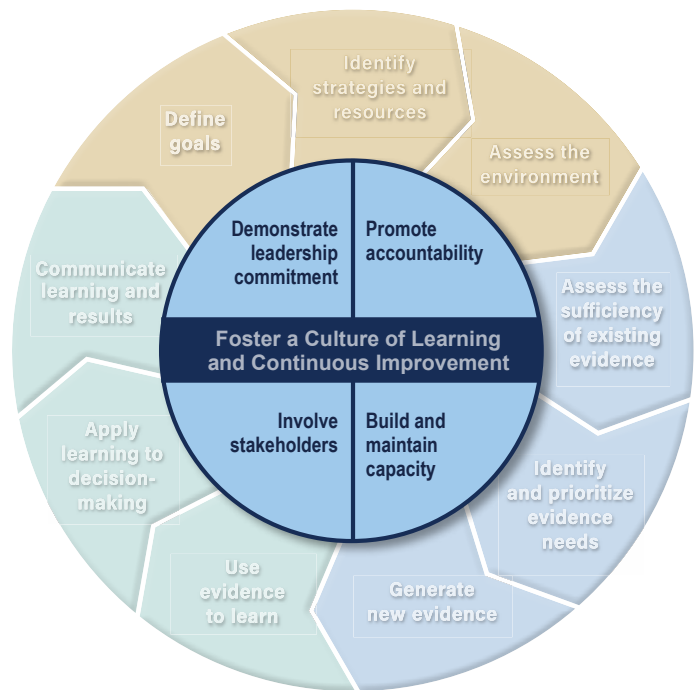 Identify
strategies and
resources
Define
goals
Assess the
environment
Demonstrate
leadership
commitment
Promote
accountability
Communicate
learning and
results
Assess the
sufficiency
of existing
evidence
Foster a Culture of Learning
and Continuous Improvement
Involve
stakeholders
Build and
maintain
capacity
Apply
learning to
decision-
making
Identify
and prioritize
evidence
needs
Use
evidence
to learn
Generate
new evidence